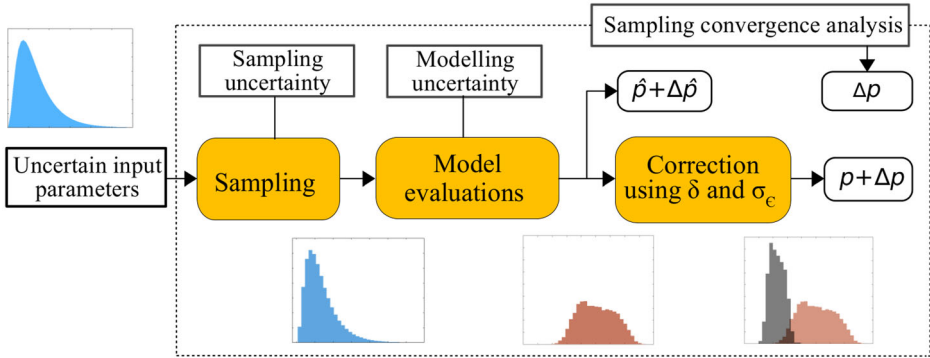 Sampling convergence analysis
Sampling
uncertainty
Modelling
uncertainty
p̂+Δp̂
Δp
Uncertain input
parameters
Sampling
Model
evaluations
Correction
using δ and σ_ϵ
p+Δp